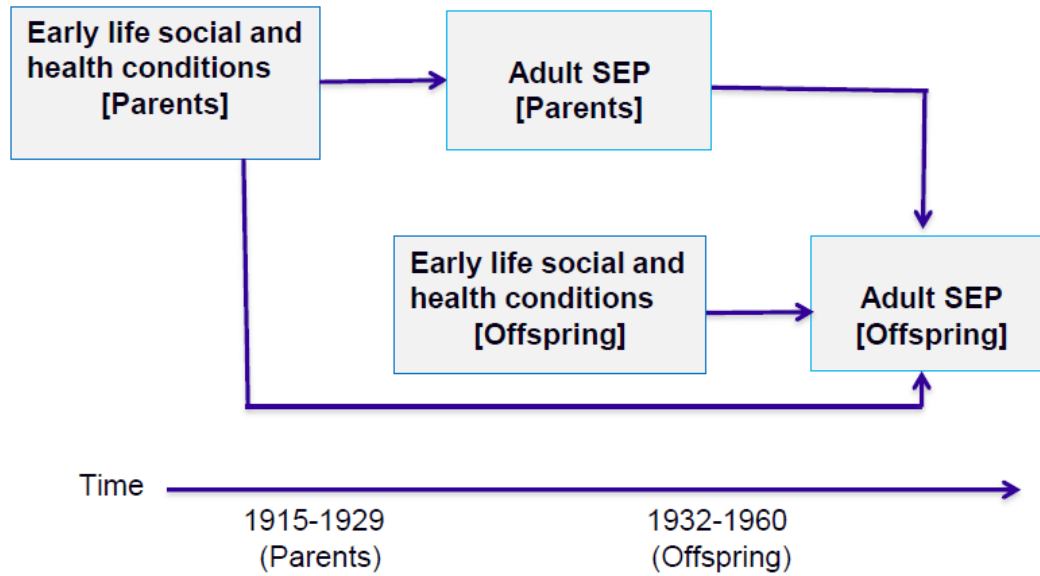 Early life social and
health conditions
[Parents]
Adult SEP
[Parents]
Early life social and
health conditions
[Offspring]
Adult SEP
[Offspring]
Time
1915-1929
(Parents)
1932-1960
(Offspring)